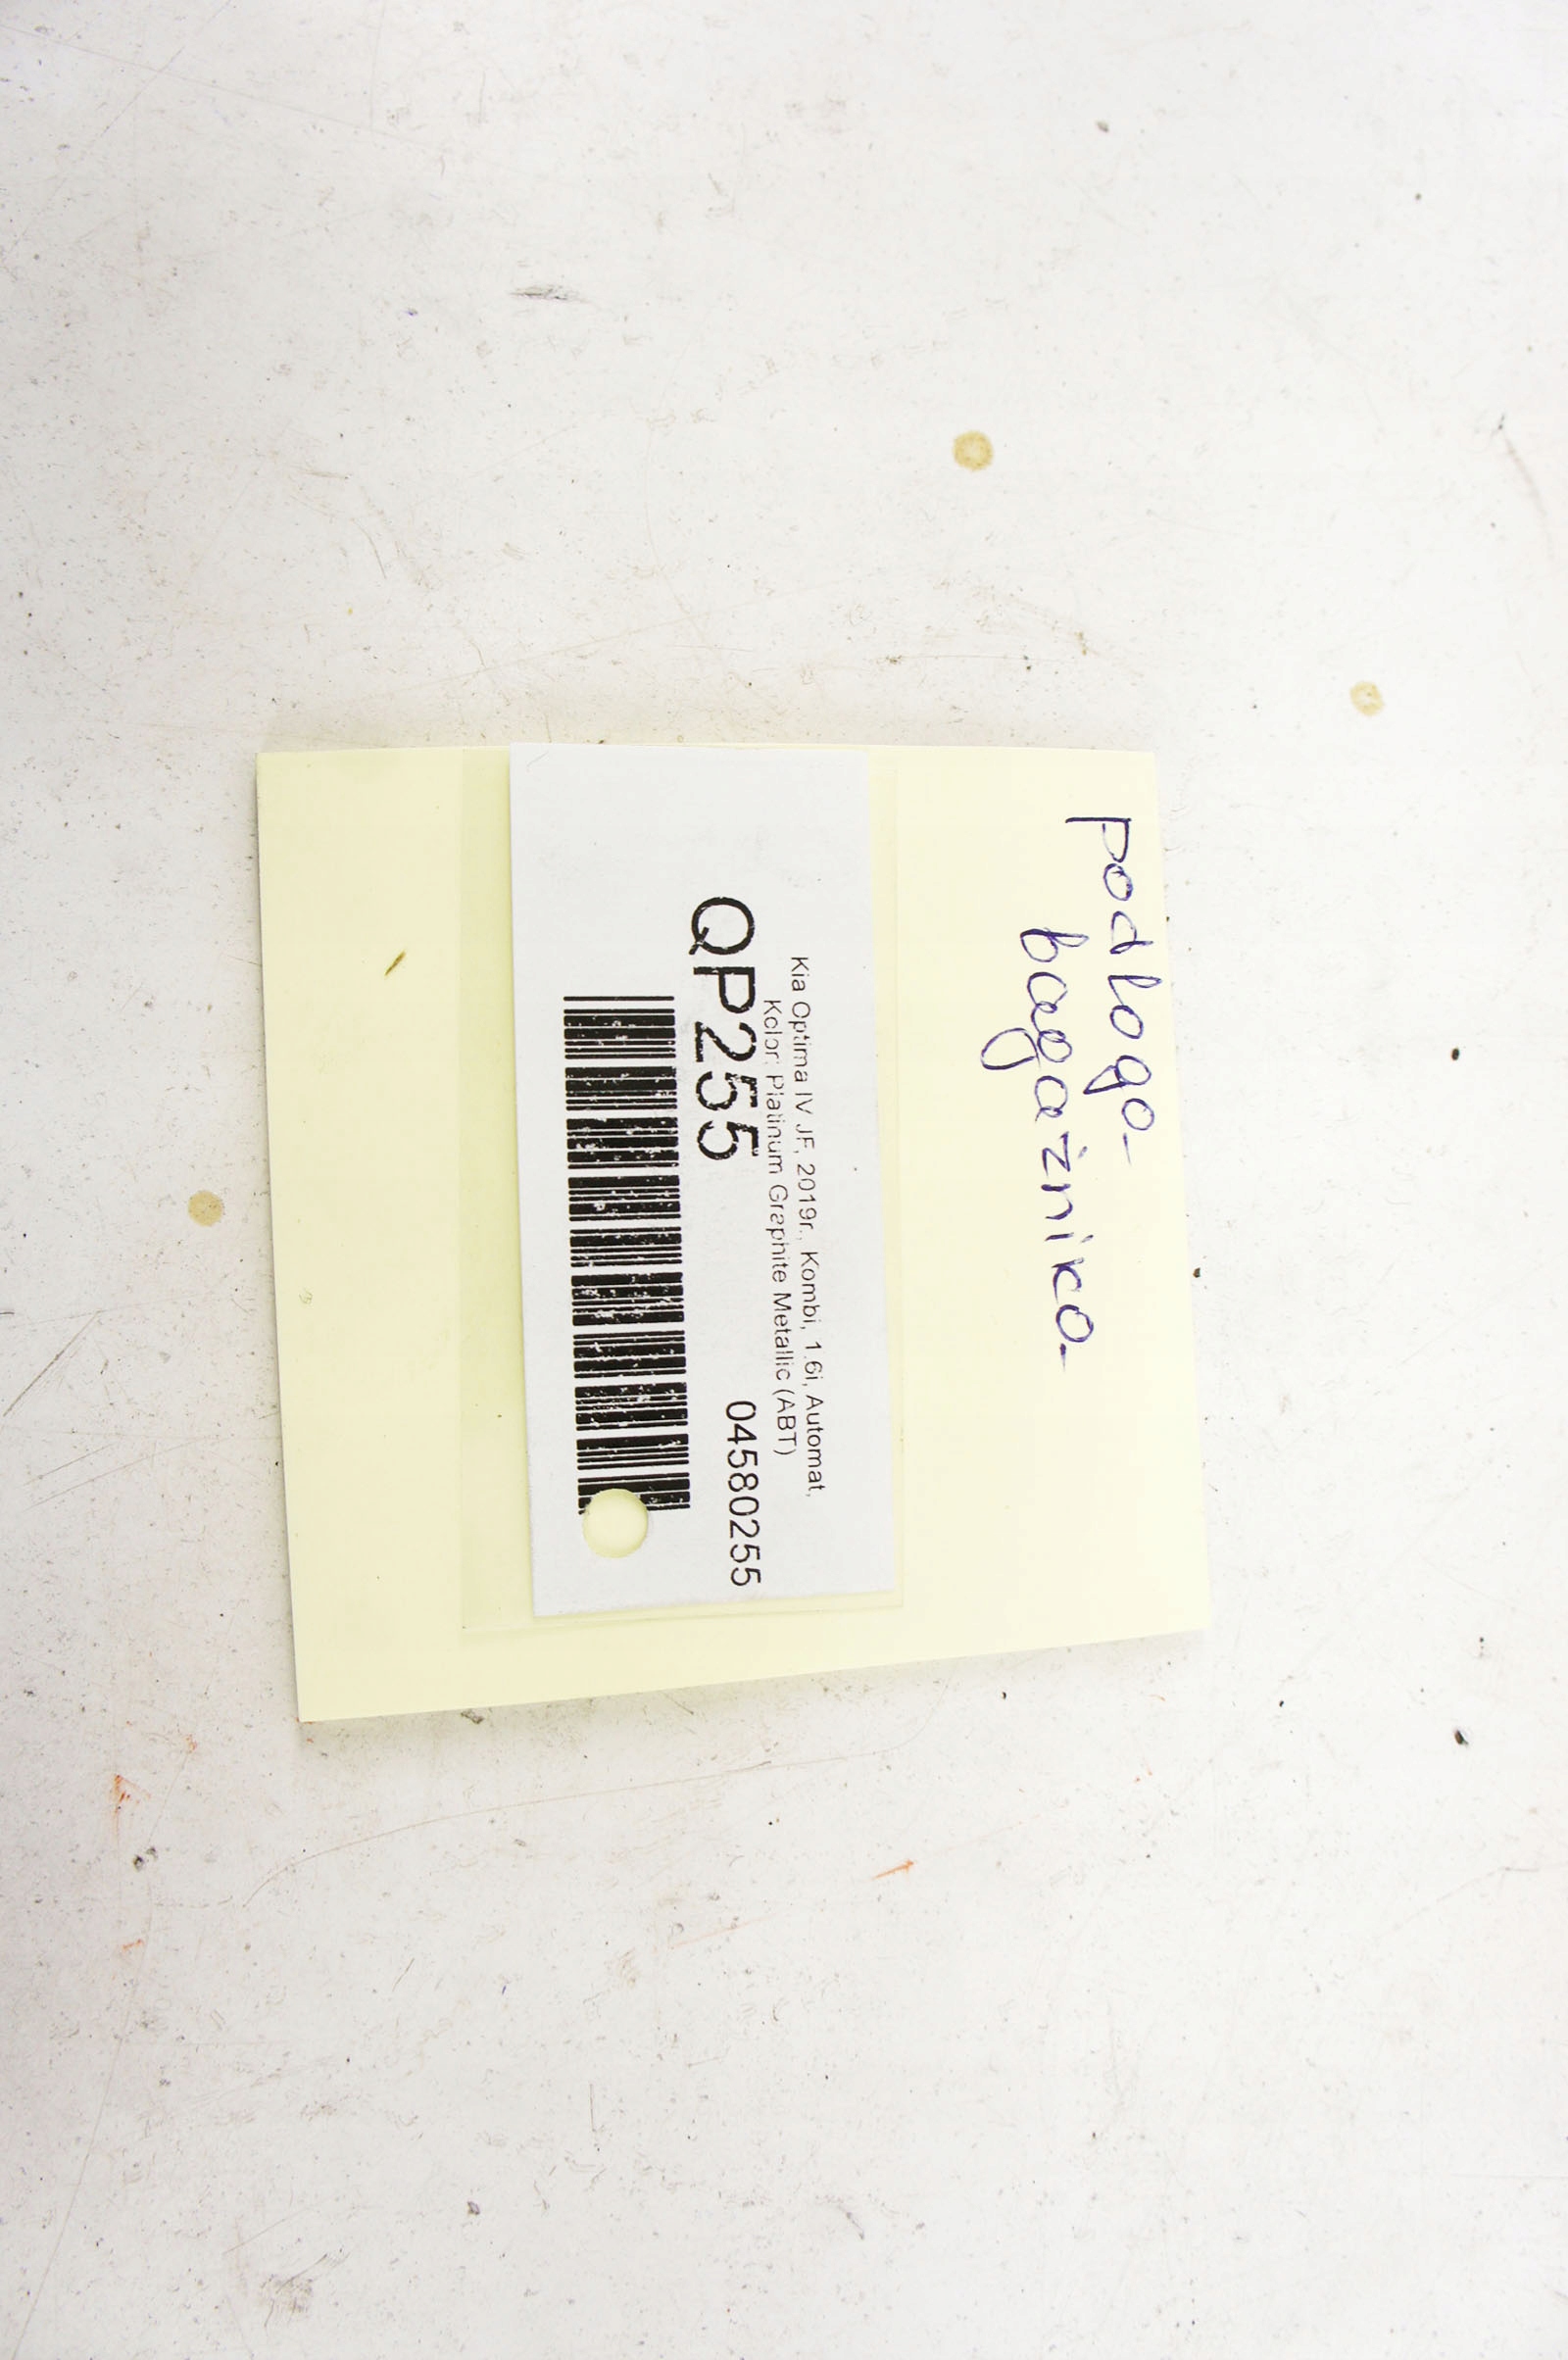 podłoga
bagażnika
Kia Optima IV JF, 2019r., Kombi, 1.6i, Automat,
Kolor: Platinum Graphite Metallic (ABT)
QP255
04580255